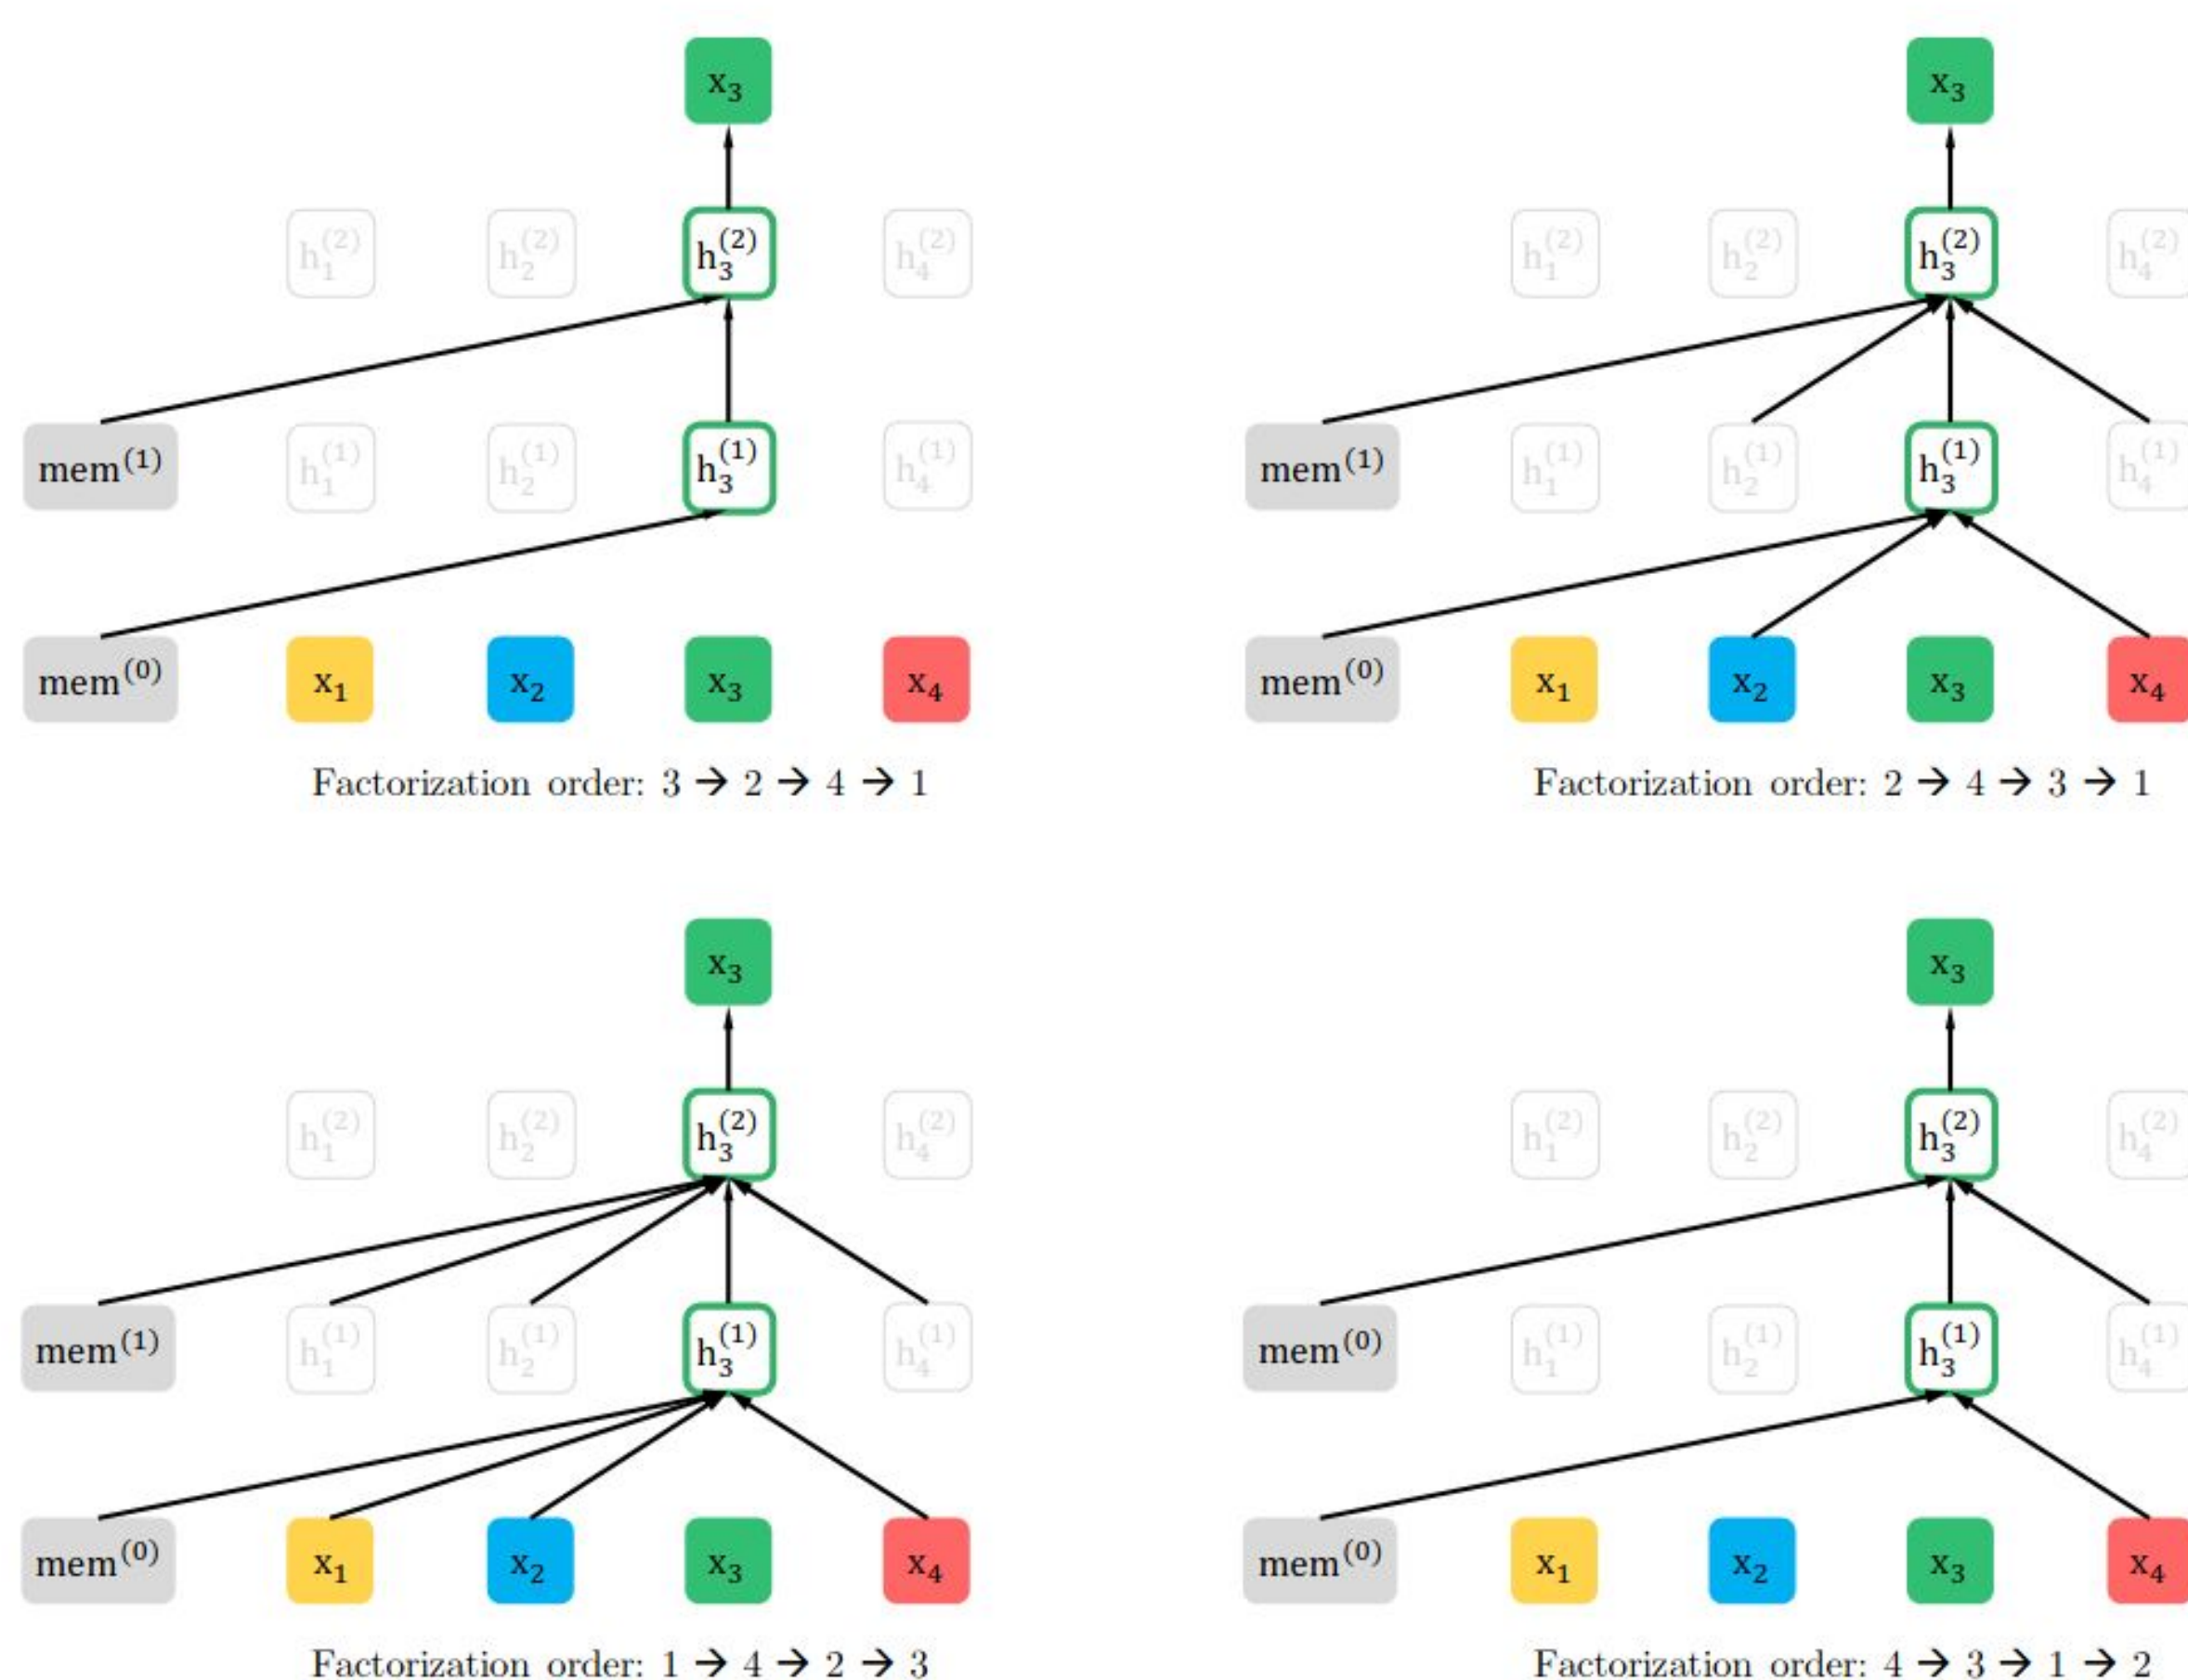 x₃
h₁⁽²⁾ h₂⁽²⁾ h₃⁽²⁾ h₄⁽²⁾
mem⁽¹⁾ h₁⁽¹⁾ h₂⁽¹⁾ h₃⁽¹⁾ h₄⁽¹⁾
mem⁽⁰⁾ x₁ x₂ x₃ x₄
Factorization order: 3 → 2 → 4 → 1
x₃
h₁⁽²⁾ h₂⁽²⁾ h₃⁽²⁾ h₄⁽²⁾
mem⁽¹⁾ h₁⁽¹⁾ h₂⁽¹⁾ h₃⁽¹⁾ h₄⁽¹⁾
mem⁽⁰⁾ x₁ x₂ x₃ x₄
Factorization order: 2 → 4 → 3 → 1
x₃
h₁⁽²⁾ h₂⁽²⁾ h₃⁽²⁾ h₄⁽²⁾
mem⁽¹⁾ h₁⁽¹⁾ h₂⁽¹⁾ h₃⁽¹⁾ h₄⁽¹⁾
mem⁽⁰⁾ x₁ x₂ x₃ x₄
Factorization order: 1 → 4 → 2 → 3
x₃
h₁⁽²⁾ h₂⁽²⁾ h₃⁽²⁾ h₄⁽²⁾
mem⁽⁰⁾ h₁⁽¹⁾ h₂⁽¹⁾ h₃⁽¹⁾ h₄⁽¹⁾
mem⁽⁰⁾ x₁ x₂ x₃ x₄
Factorization order: 4 → 3 → 1 → 2